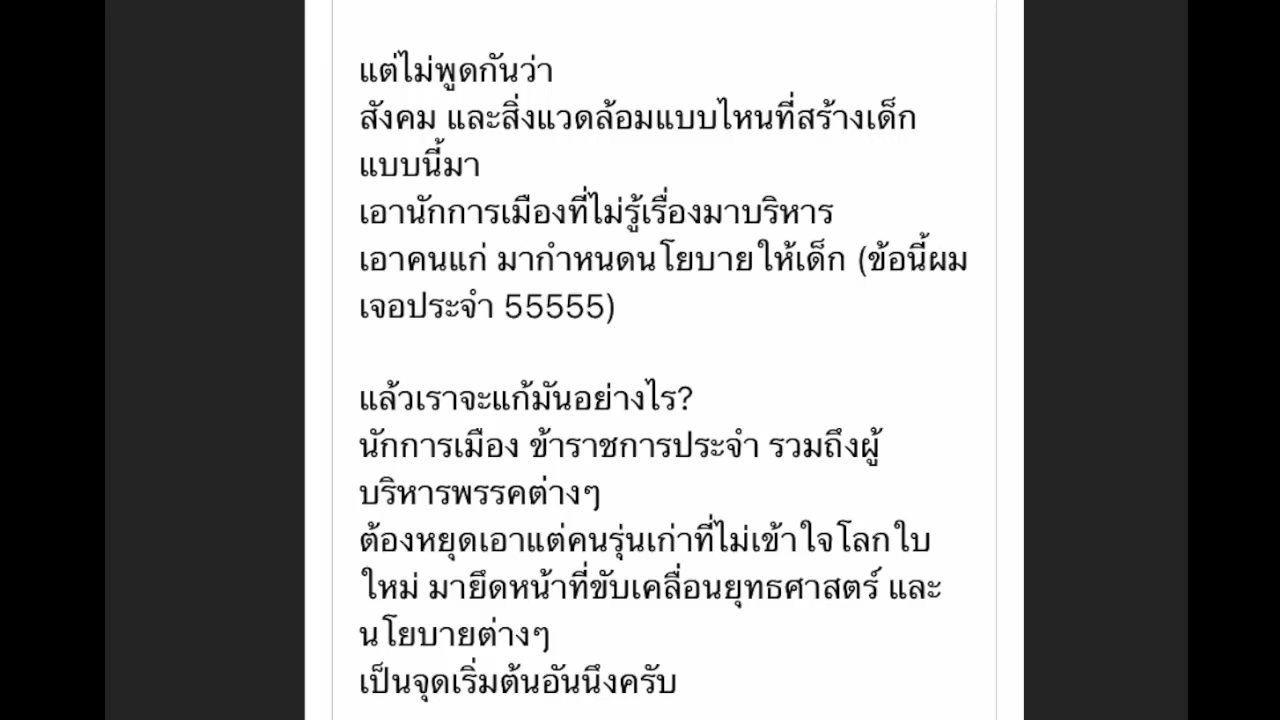 แต่ไม่พูดกันว่า
สังคม และสิ่งแวดล้อมแบบไหนที่สร้างเด็ก
แบบนี้มา
เอานักการเมืองที่ไม่รู้เรื่องมาบริหาร
เอาคนแก่ มากำหนดนโยบายให้เด็ก (ข้อนี้ผม
เจอประจำ 55555)
แล้วเราจะแก้มันอย่างไร?
นักการเมือง ข้าราชการประจำ รวมถึงผู้
บริหารพรรคต่างๆ
ต้องหยุดเอาแต่คนรุ่นเก่าที่ไม่เข้าใจโลกใบ
ใหม่ มายึดหน้าที่ขับเคลื่อนยุทธศาสตร์ และ
นโยบายต่างๆ
เป็นจุดเริ่มต้นอันนึงครับ